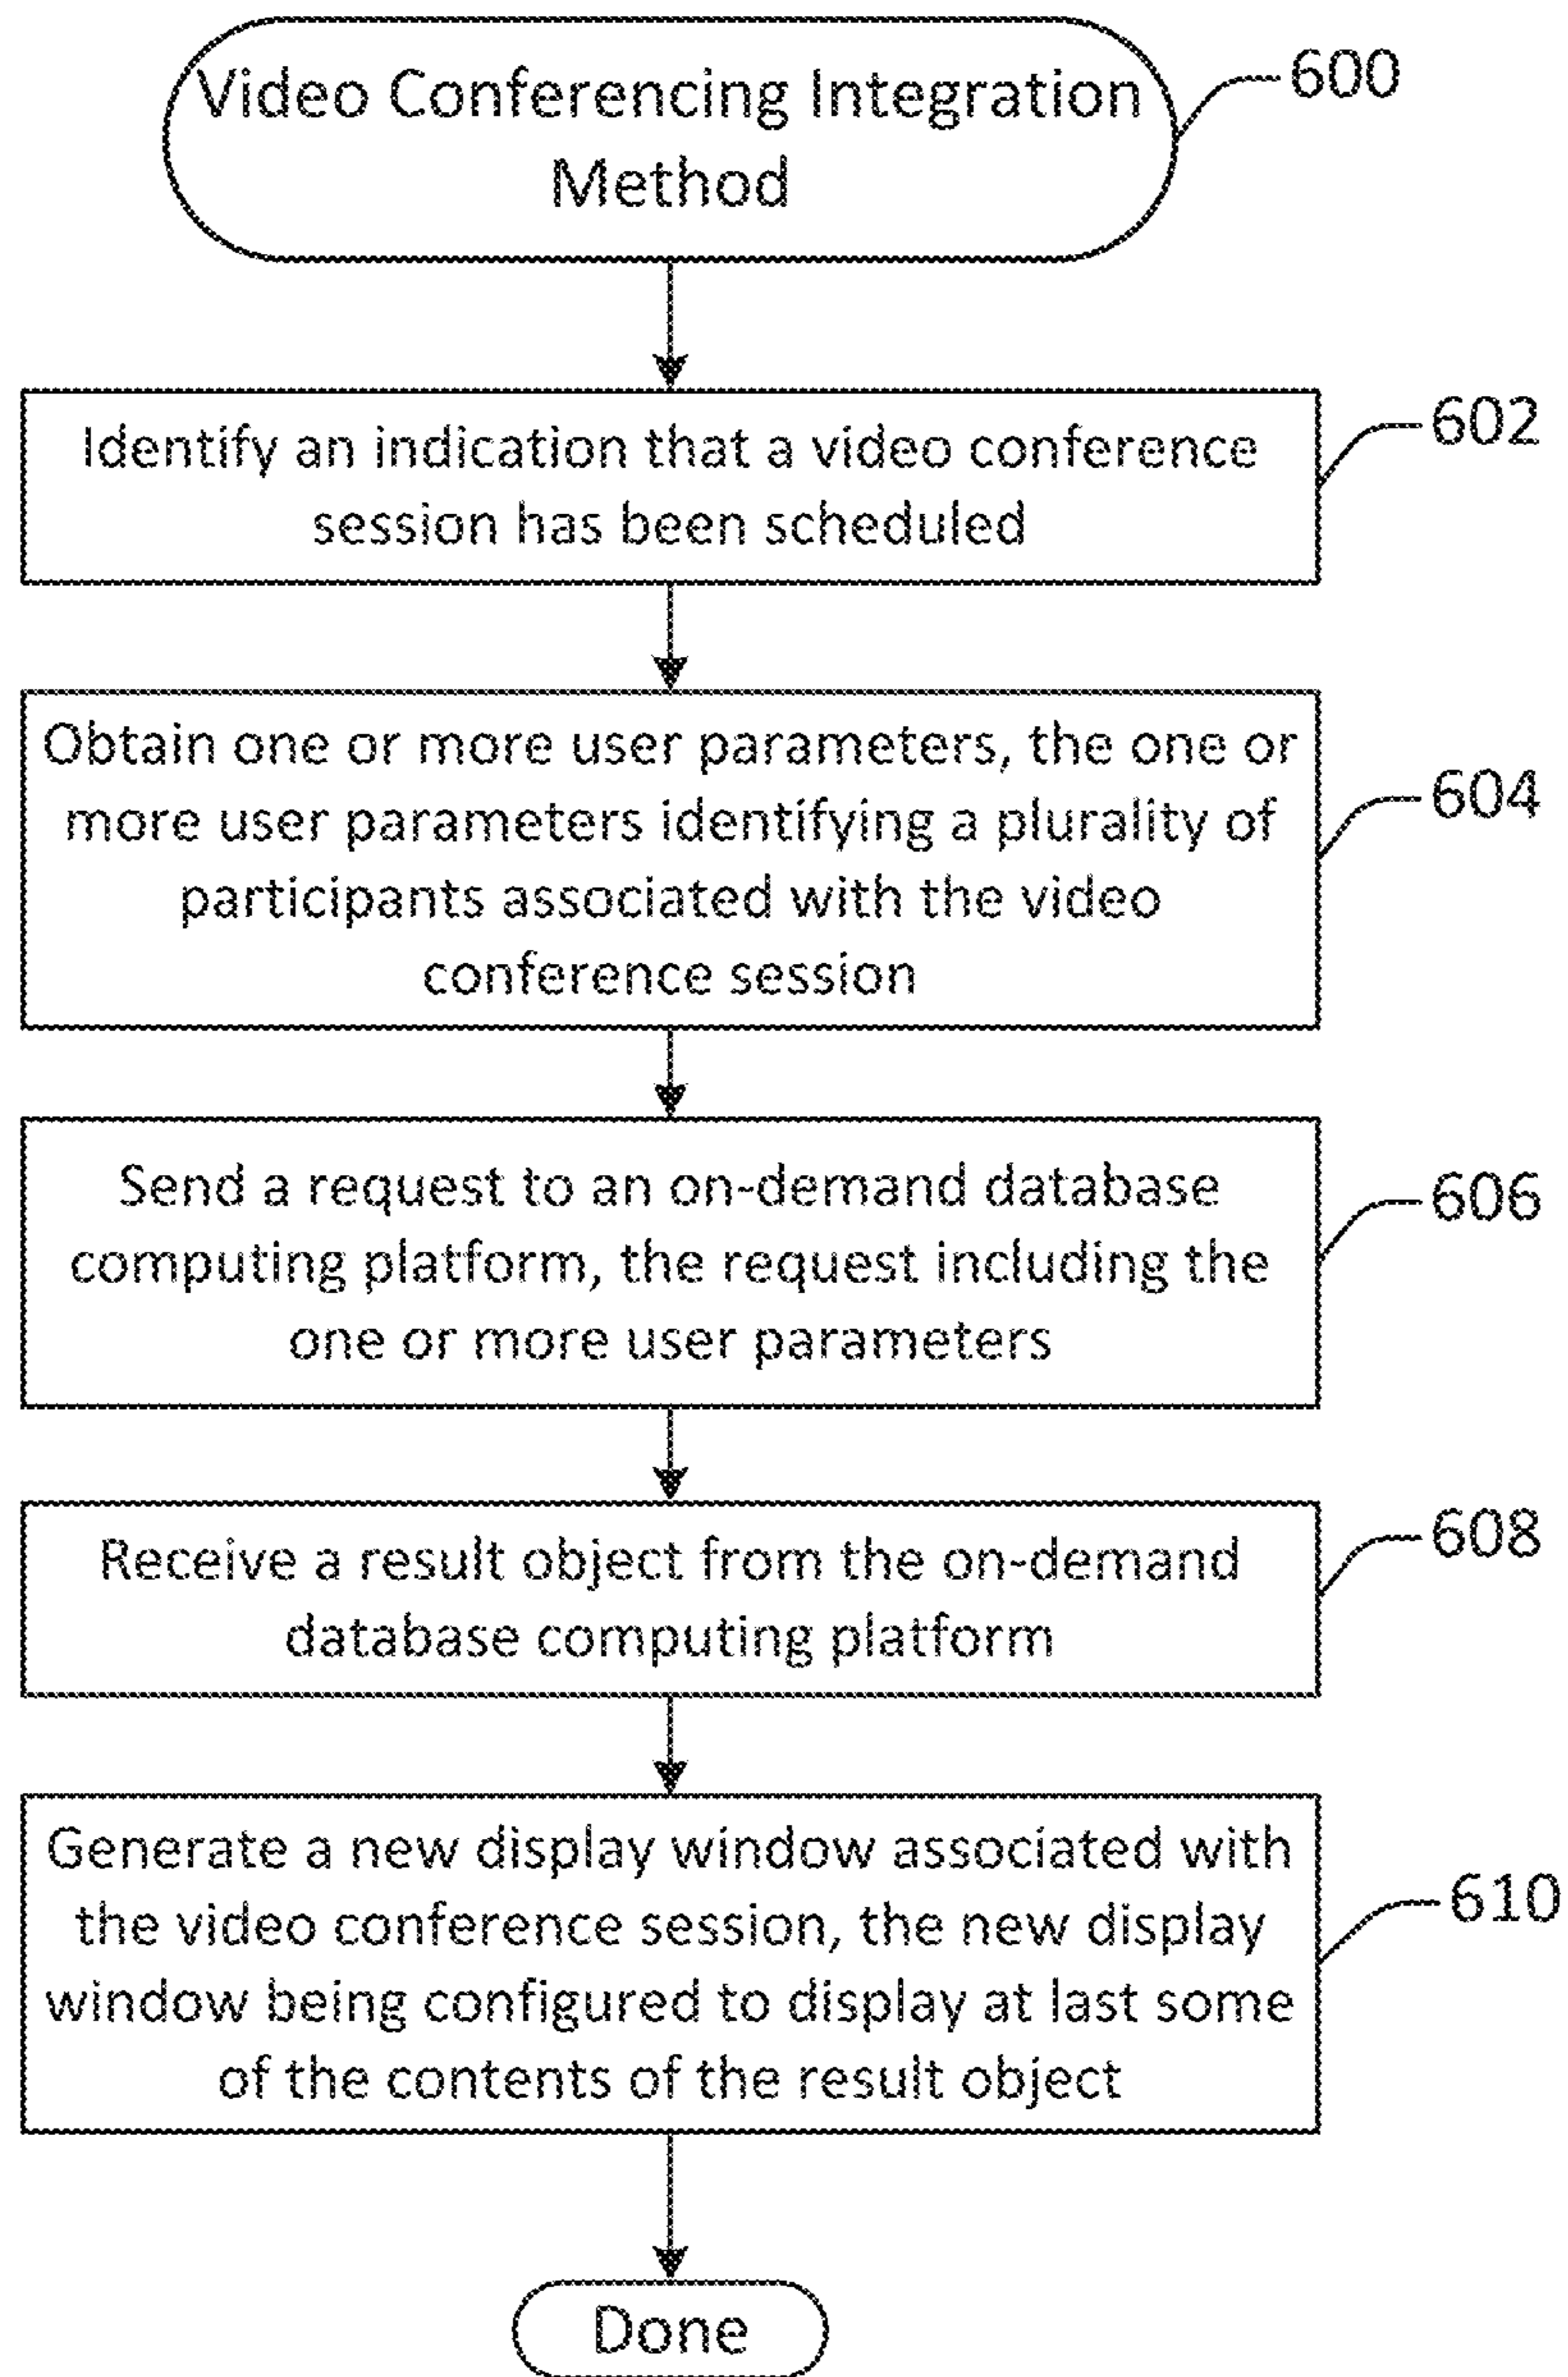 Video Conferencing Integration
Method
600
Identify an indication that a video conference
session has been scheduled
602
Obtain one or more user parameters, the one or
more user parameters identifying a plurality of
participants associated with the video
conference session
604
Send a request to an on-demand database
computing platform, the request including the
one or more user parameters
606
Receive a result object from the on-demand
database computing platform
608
Generate a new display window associated with
the video conference session, the new display
window being configured to display at last some
of the contents of the result object
610
Done